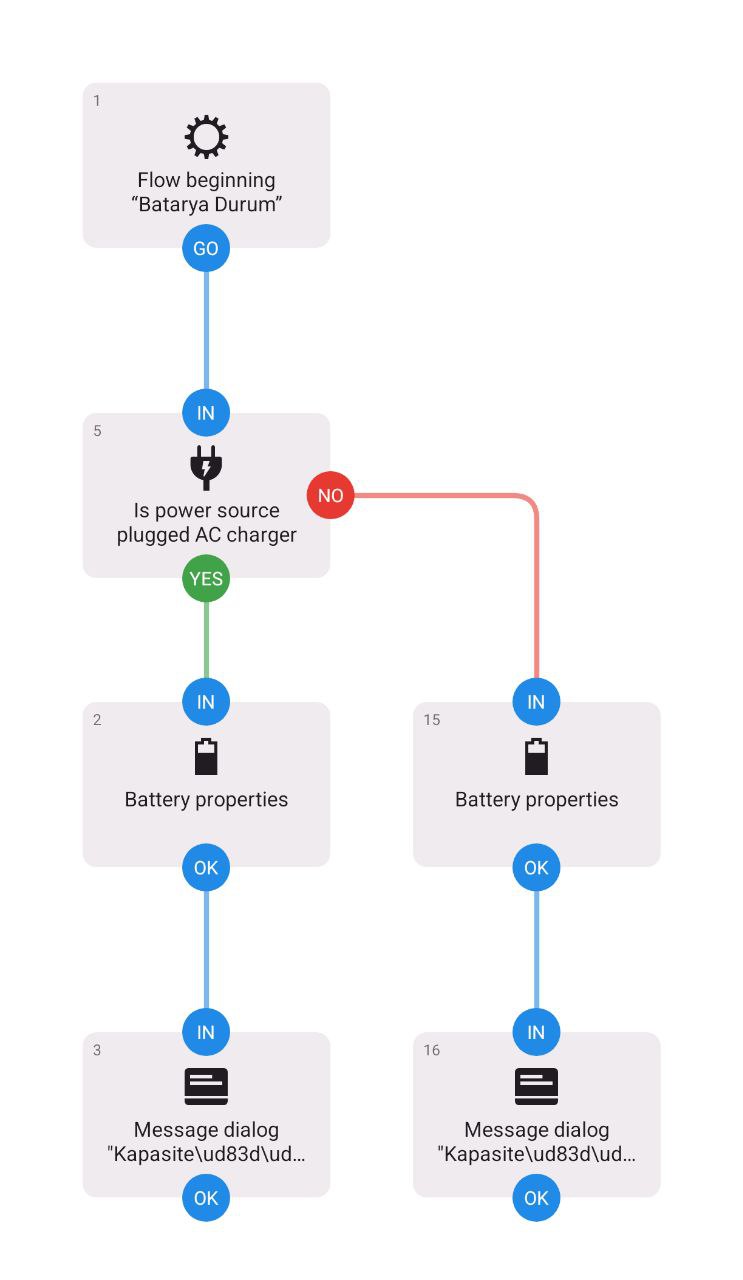 1
Flow beginning
“Batarya Durum”
GO
IN
5
Is power source
plugged AC charger
NO
YES
IN
2
Battery properties
OK
IN
15
Battery properties
OK
IN
3
Message dialog
"Kapasite\ud83d\ud...
OK
IN
16
Message dialog
"Kapasite\ud83d\ud...
OK